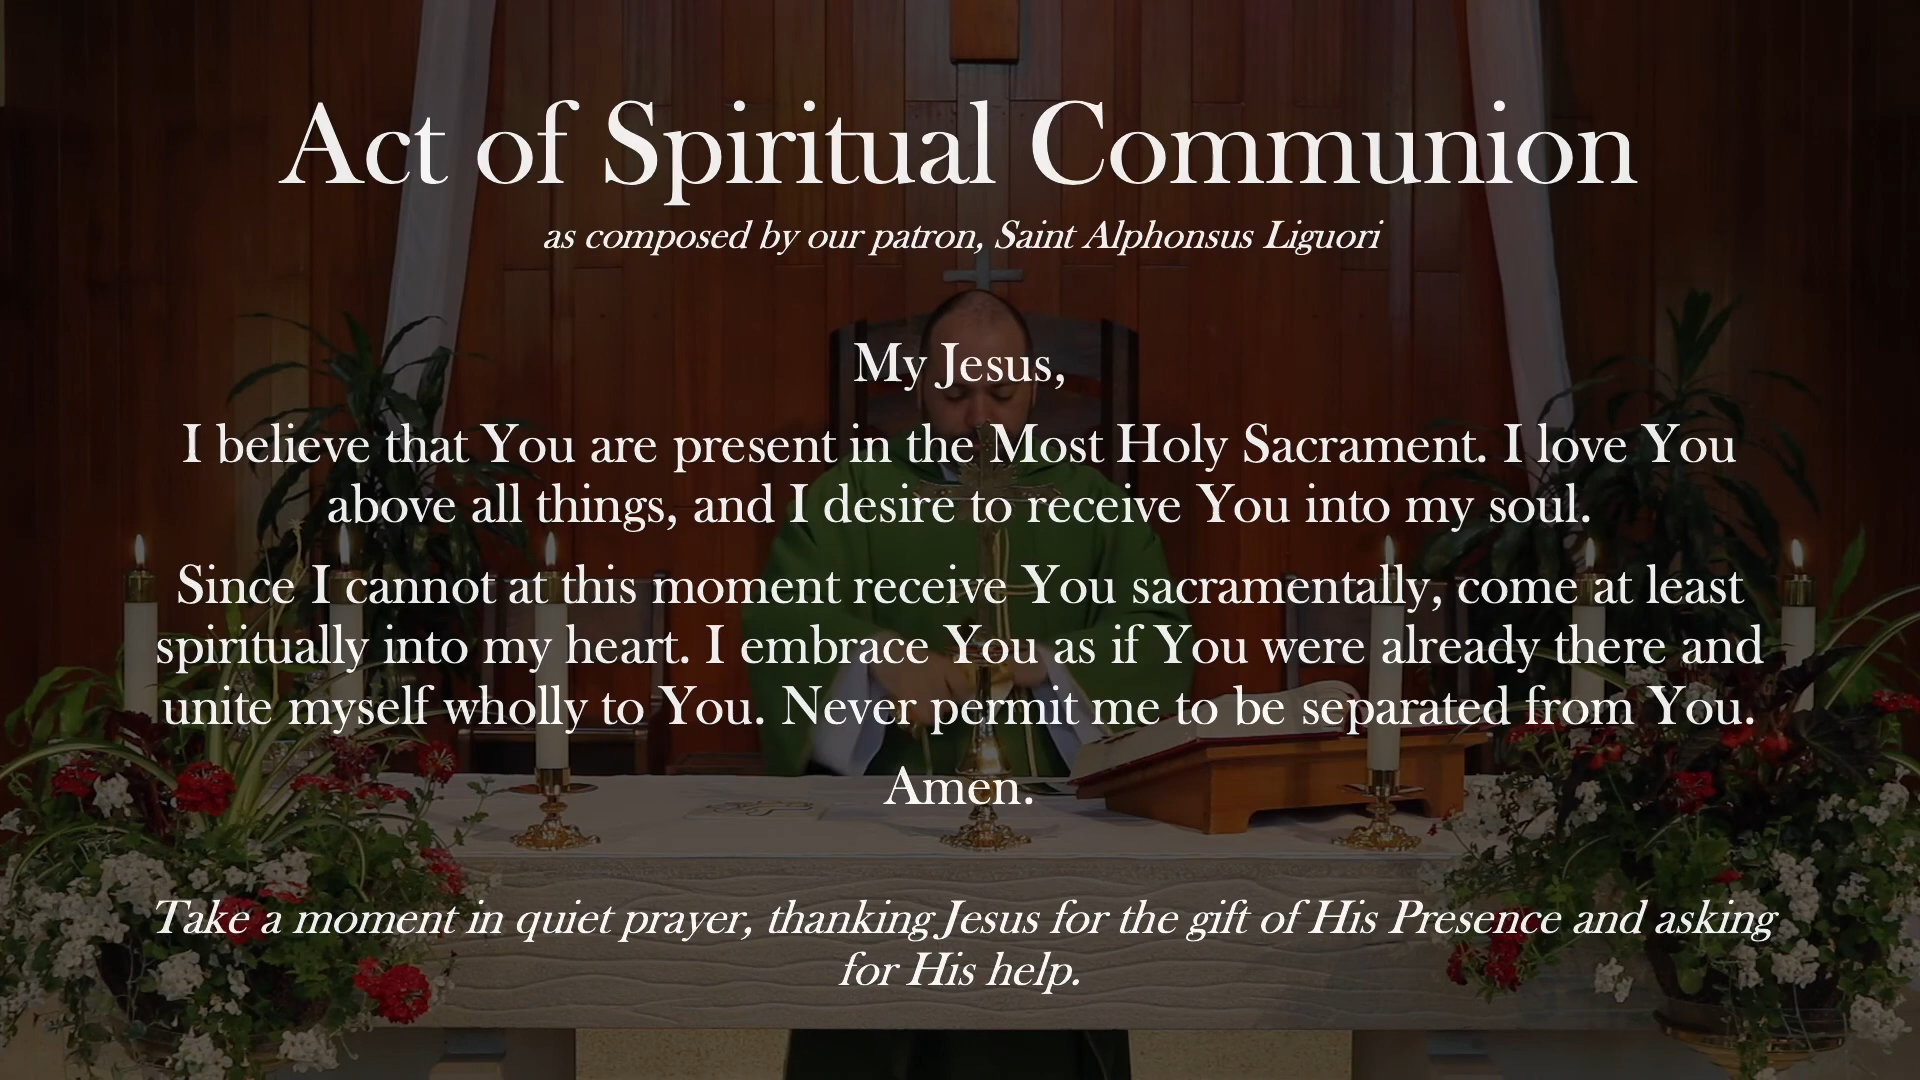 Act of Spiritual Communion
as composed by our patron, Saint Alphonsus Liguori
My Jesus,
I believe that You are present in the Most Holy Sacrament. I love You
above all things, and I desire to receive You into my soul.
Since I cannot at this moment receive You sacramentally, come at least
spiritually into my heart. I embrace You as if You were already there and
unite myself wholly to You. Never permit me to be separated from You.
Amen.
Take a moment in quiet prayer, thanking Jesus for the gift of His Presence and asking
for His help.